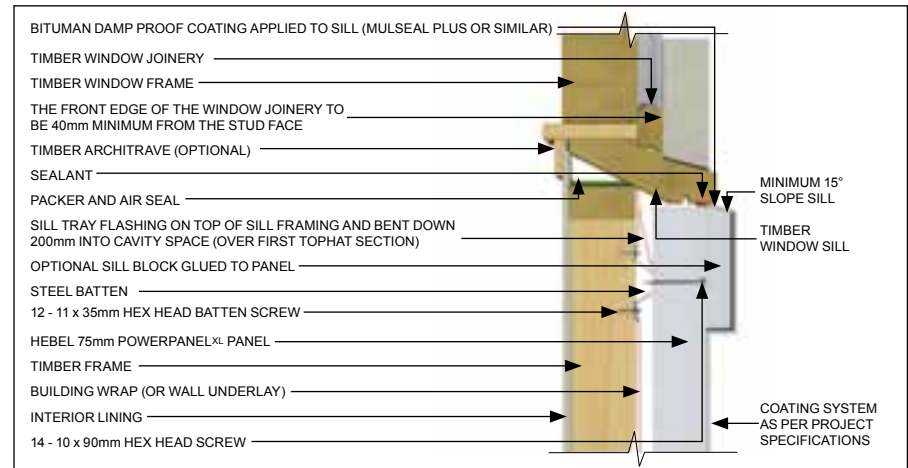 BITUMAN DAMP PROOF COATING APPLIED TO SILL (MULSEAL PLUS OR SIMILAR)
TIMBER WINDOW JOINERY
TIMBER WINDOW FRAME
THE FRONT EDGE OF THE WINDOW JOINERY TO
BE 40mm MINIMUM FROM THE STUD FACE
TIMBER ARCHITRAVE (OPTIONAL)
SEALANT
PACKER AND AIR SEAL
SILL TRAY FLASHING ON TOP OF SILL FRAMING AND BENT DOWN
200mm INTO CAVITY SPACE (OVER FIRST TOPHAT SECTION)
OPTIONAL SILL BLOCK GLUED TO PANEL
STEEL BATTEN
12 - 11 x 35mm HEX HEAD BATTEN SCREW
HEBEL 75mm POWERPANELXL PANEL
TIMBER FRAME
BUILDING WRAP (OR WALL UNDERLAY)
INTERIOR LINING
14 - 10 x 90mm HEX HEAD SCREW
MINIMUM 15°
SLOPE SILL
TIMBER
WINDOW SILL
COATING SYSTEM
AS PER PROJECT
SPECIFICATIONS